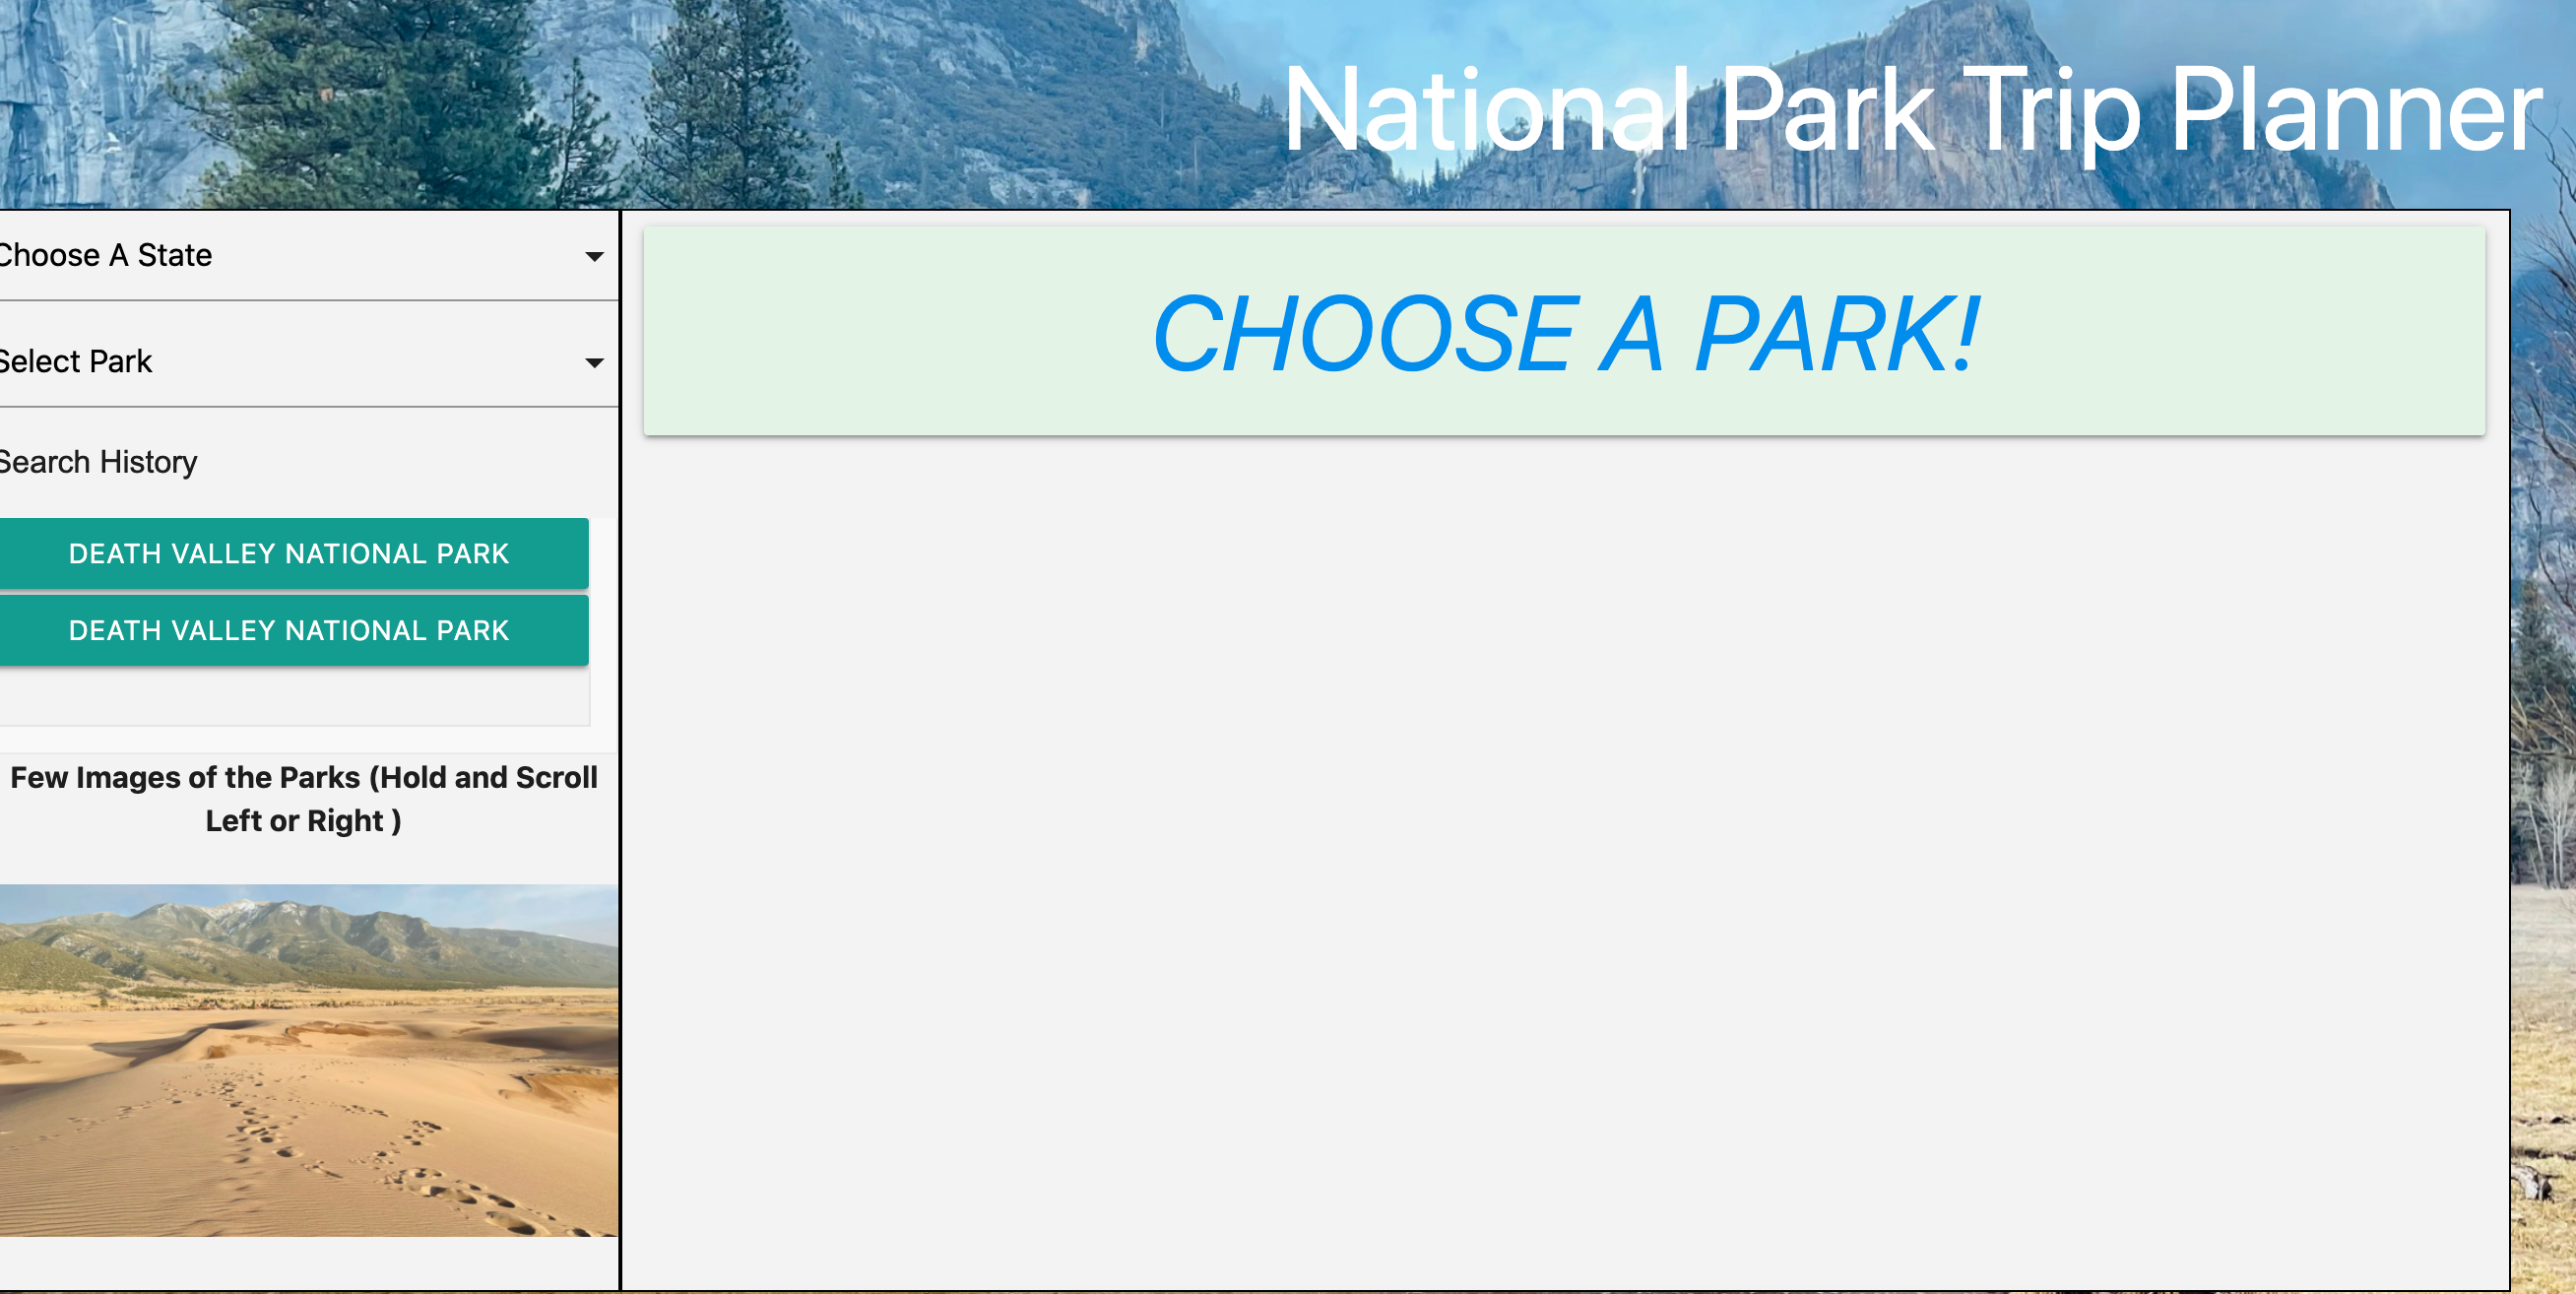 National Park Trip Planner
Choose A State
Select Park
Search History
DEATH VALLEY NATIONAL PARK
DEATH VALLEY NATIONAL PARK
Few Images of the Parks (Hold and Scroll
Left or Right )
CHOOSE A PARK!